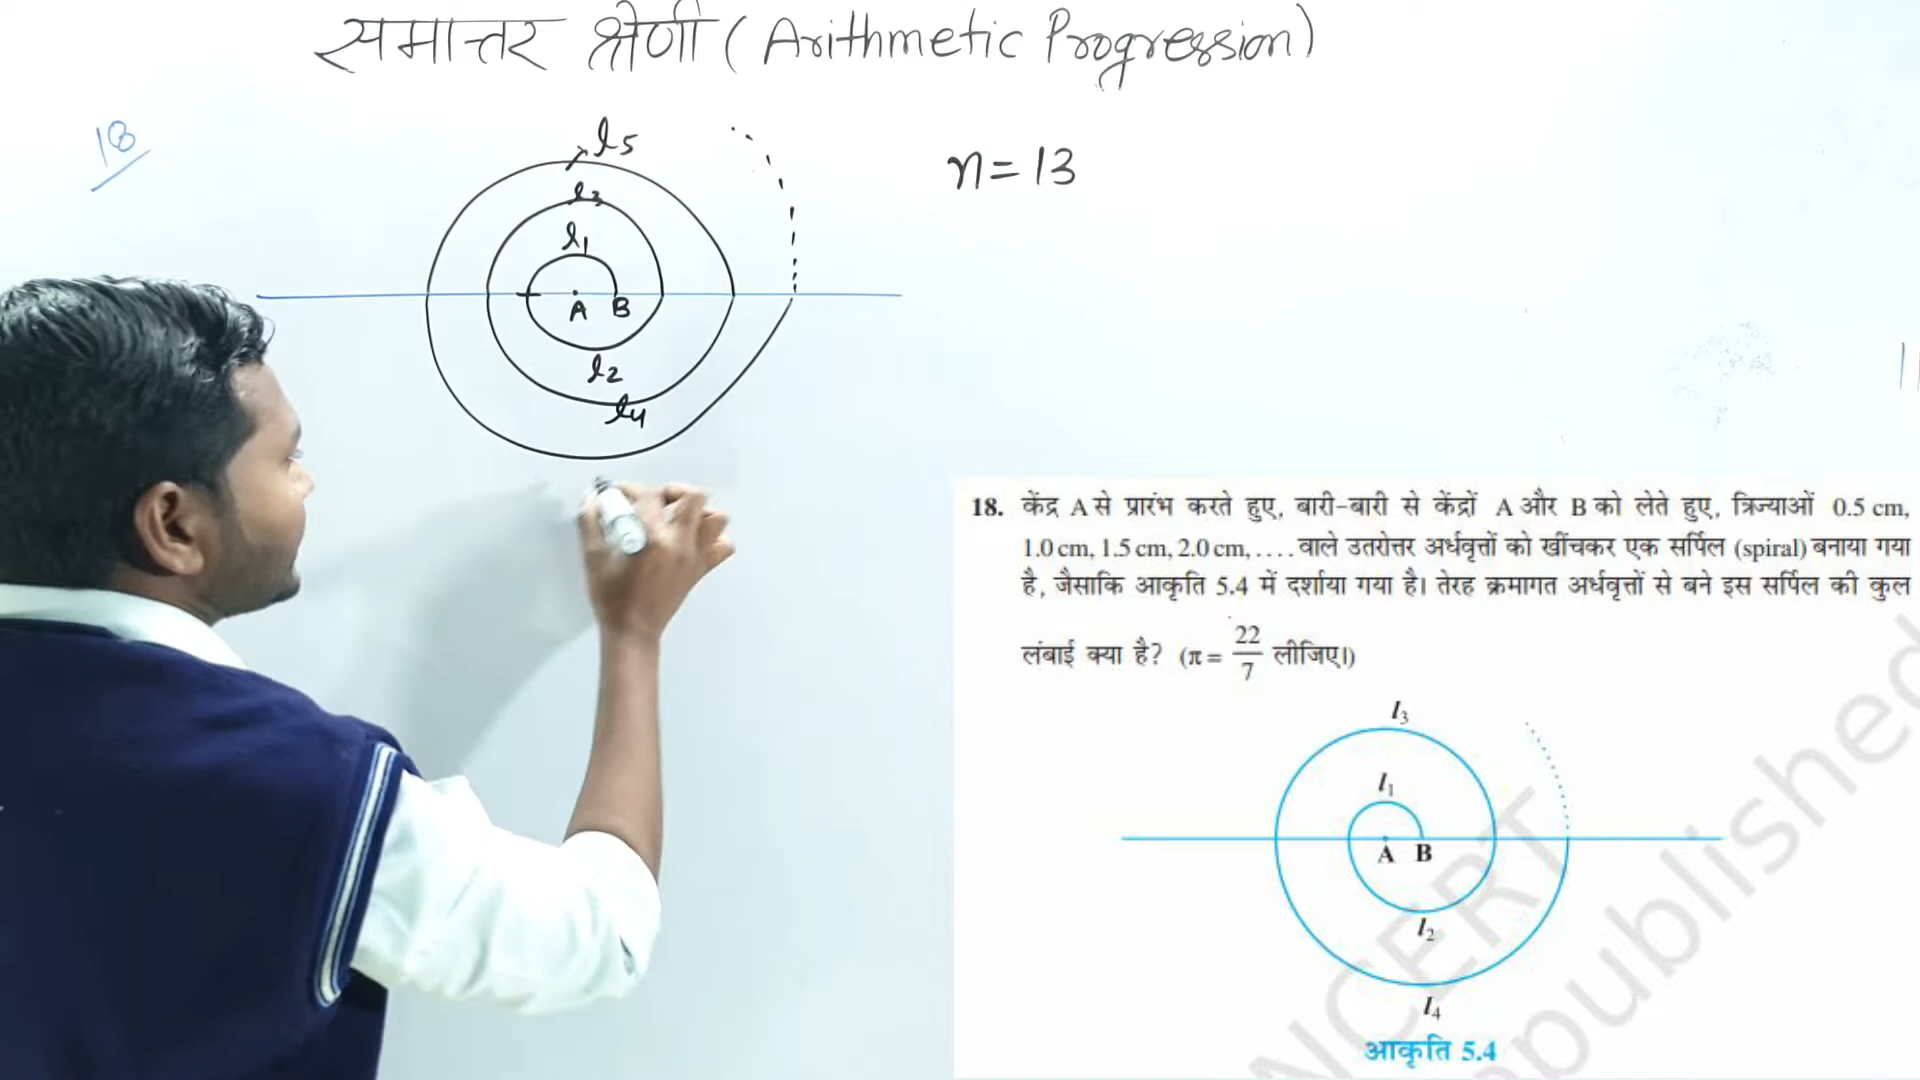 समान्तर श्रेणी (Arithmetic Progression)
18
l5
n = 13
l3
l1
A B
l2
l4
18. केंद्र A से प्रारंभ करते हुए, बारी-बारी से केंद्रों A और B को लेते हुए, त्रिज्याओं 0.5 cm,
1.0 cm, 1.5 cm, 2.0 cm, .... वाले उतरोत्तर अर्धवृत्तों को खींचकर एक सर्पिल (spiral) बनाया गया
है, जैसाकि आकृति 5.4 में दर्शाया गया है। तेरह क्रमागत अर्धवृत्तों से बने इस सर्पिल की कुल
लंबाई क्या है? (π = 22/7 लीजिए।)
l3
l1
A B
l2
l4
आकृति 5.4
NCERT
published